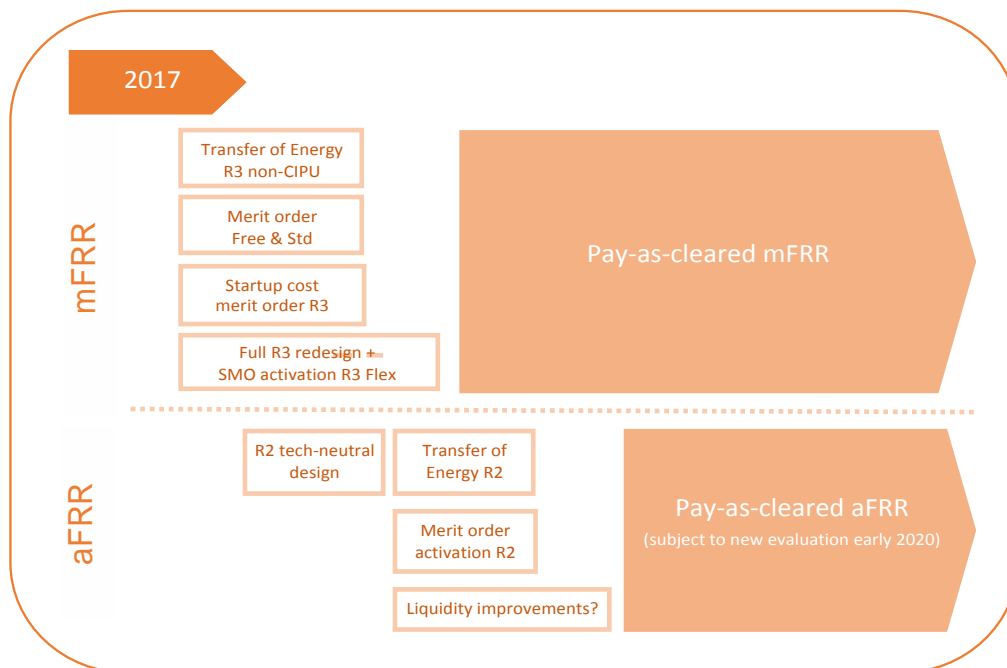 2017
mFRR
Transfer of Energy
R3 non-CIPU
Merit order
Free & Std
Startup cost
merit order R3
Full R3 redesign +
SMO activation R3 Flex
Pay-as-cleared mFRR
aFRR
R2 tech-neutral
design
Transfer of
Energy R2
Merit order
activation R2
Liquidity improvements?
Pay-as-cleared aFRR
(subject to new evaluation early 2020)